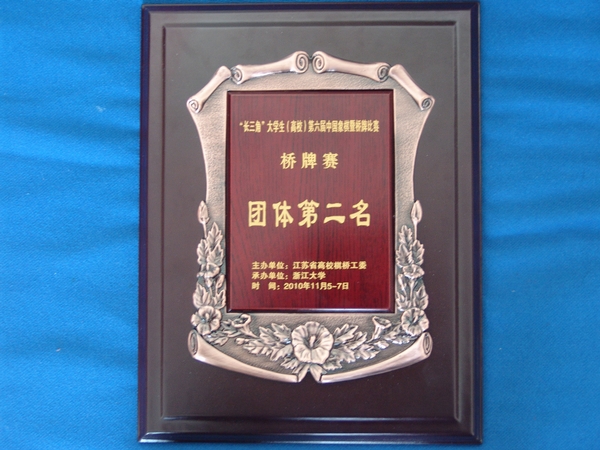 “长三角”大学生（高校）第六届中国象棋暨桥牌比赛
桥牌赛
团体第二名
主办单位：江苏省高校棋桥工委
承办单位：浙江大学
时　间：2010年11月5-7日